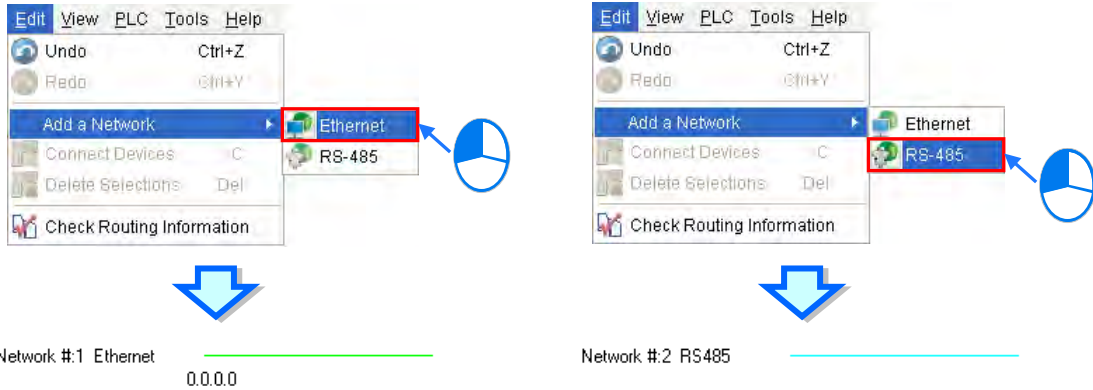 Edit View PLC Tools Help
Undo Ctrl+Z
Redo Ctrl+Y
Add a Network
Ethernet
Connect Devices C
RS-485
Delete Selections Del
Check Routing Information
Network #:1 Ethernet
0.0.0.0
Edit View PLC Tools Help
Undo Ctrl+Z
Redo Ctrl+Y
Add a Network
Ethernet
Connect Devices C
RS-485
Delete Selections Del
Check Routing Information
Network #:2 RS485